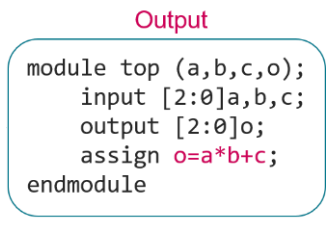 Output
module top (a,b,c,o);
    input [2:0]a,b,c;
    output [2:0]o;
    assign o=a*b+c;
endmodule